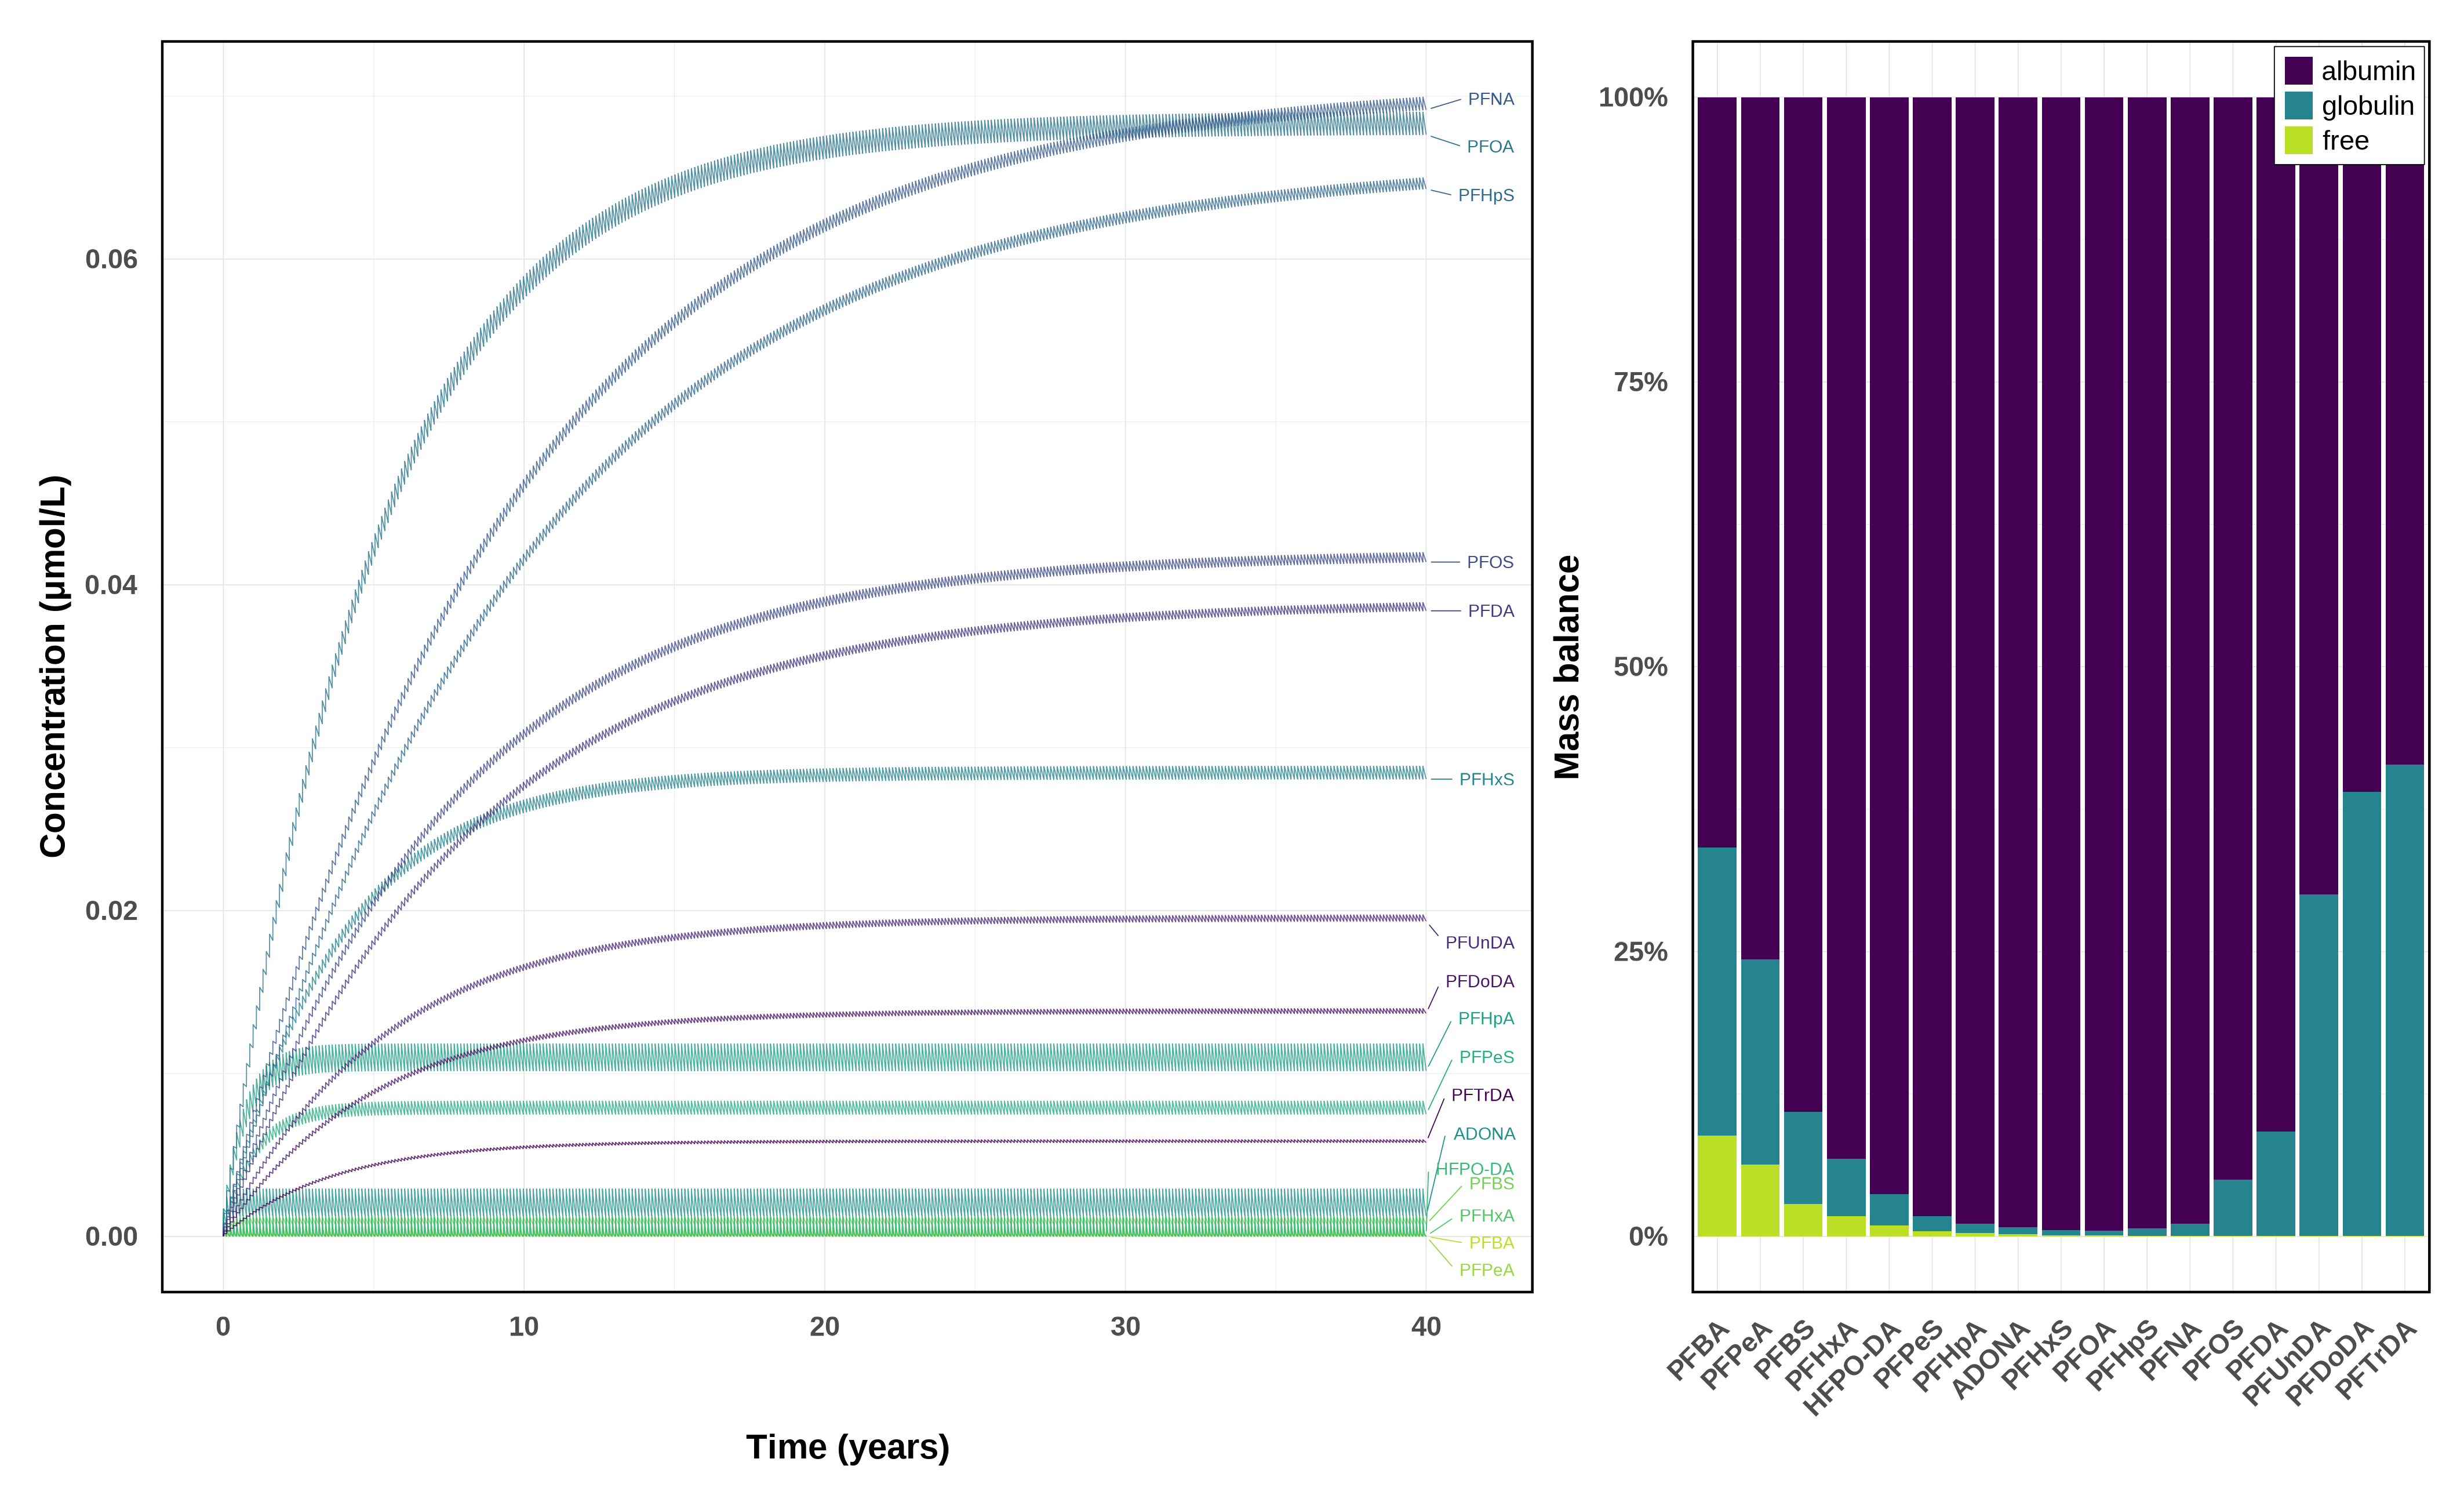 Concentration (μmol/L)
0.06
0.04
0.02
0.00
PFNA
PFOA
PFHpS
PFOS
PFDA
PFHxS
PFUnDA
PFDoDA
PFHpA
PFPeS
PFTrDA
ADONA
HFPO-DA
PFBS
PFHxA
PFBA
PFPeA
0 10 20 30 40
Time (years)
Mass balance
100%
75%
50%
25%
0%
albumin
globulin
free
PFBA PFPeA PFBS PFHxA HFPO-DA PFPeS PFHpA ADONA PFHxS PFOA PFHpS PFNA PFOS PFDA PFUnDA PFDoDA PFTrDA